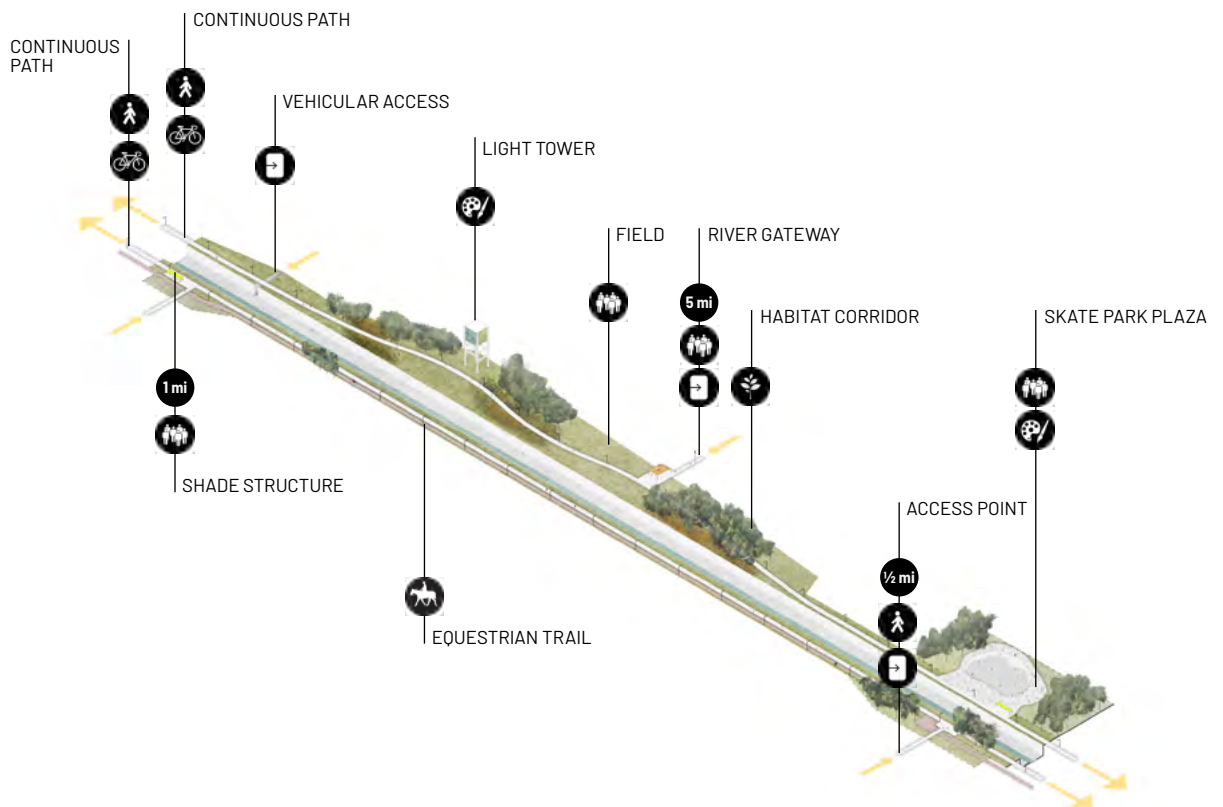 CONTINUOUS PATH
CONTINUOUS
PATH
VEHICULAR ACCESS
LIGHT TOWER
FIELD
RIVER GATEWAY
5 mi
HABITAT CORRIDOR
SKATE PARK PLAZA
1 mi
SHADE STRUCTURE
ACCESS POINT
½ mi
EQUESTRIAN TRAIL